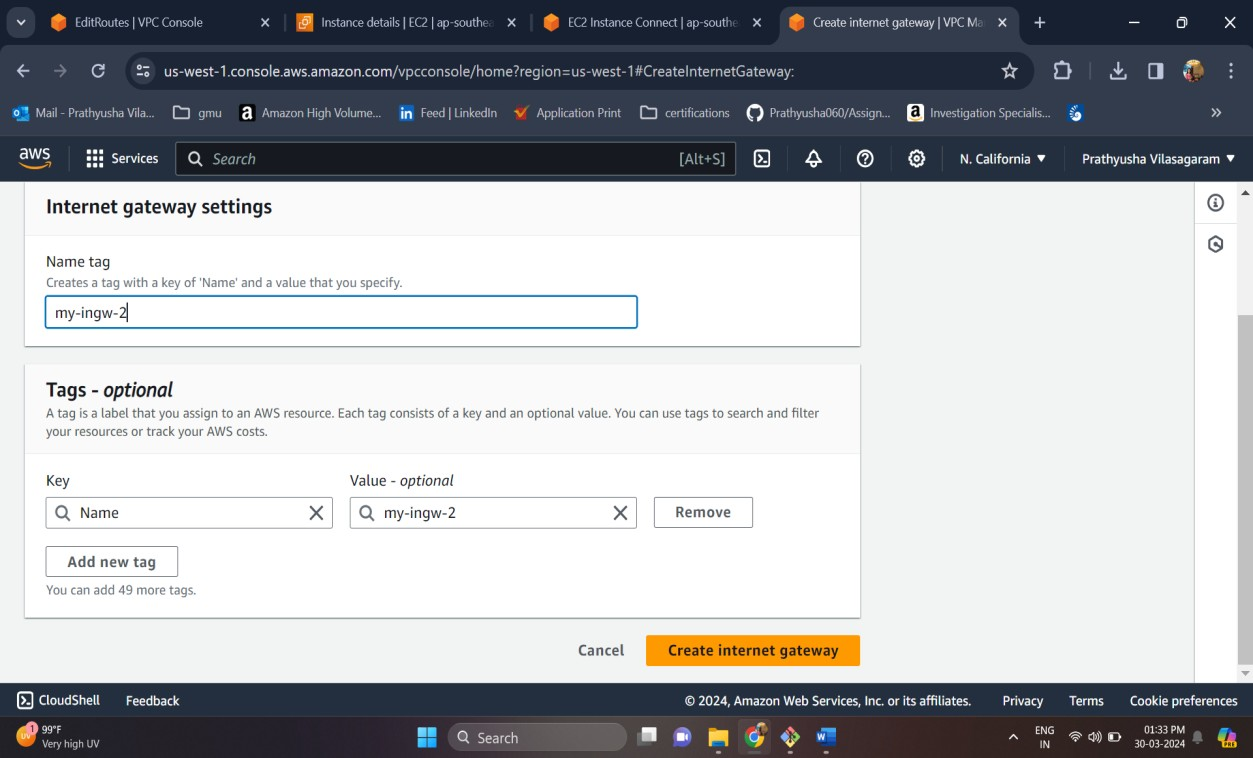 EditRoutes | VPC Console
Instance details | EC2 | ap-southea
EC2 Instance Connect | ap-southe
Create internet gateway | VPC Ma
us-west-1.console.aws.amazon.com/vpcconsole/home?region=us-west-1#CreateInternetGateway:
Mail - Prathyusha Vila...
gmu
Amazon High Volume...
Feed | LinkedIn
Application Print
certifications
Prathyusha060/Assign...
Investigation Specialis...
aws
Services
Search
[Alt+S]
N. California
Prathyusha Vilasagaram
Internet gateway settings
Name tag
Creates a tag with a key of 'Name' and a value that you specify.
my-ingw-2
Tags - optional
A tag is a label that you assign to an AWS resource. Each tag consists of a key and an optional value. You can use tags to search and filter
your resources or track your AWS costs.
Key
Value - optional
Name
my-ingw-2
Remove
Add new tag
You can add 49 more tags.
Cancel
Create internet gateway
CloudShell
Feedback
© 2024, Amazon Web Services, Inc. or its affiliates.
Privacy
Terms
Cookie preferences
99°F
Very high UV
Search
ENG
IN
01:33 PM
30-03-2024